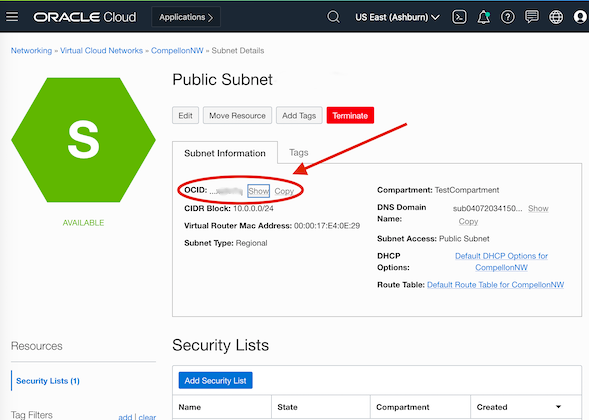 ORACLE Cloud Applications US East (Ashburn)
Networking » Virtual Cloud Networks » CompellonNW » Subnet Details
S
AVAILABLE
Public Subnet
Edit Move Resource Add Tags Terminate
Subnet Information Tags
OCID: ... Show Copy
CIDR Block: 10.0.0.0/24
Virtual Router Mac Address: 00:00:17:E4:0E:29
Subnet Type: Regional
Compartment: TestCompartment
DNS Domain Name: sub04072034150... Show Copy
Subnet Access: Public Subnet
DHCP Options: Default DHCP Options for CompellonNW
Route Table: Default Route Table for CompellonNW
Resources
Security Lists (1)
Tag Filters add | clear
Security Lists
Add Security List
Name State Compartment Created